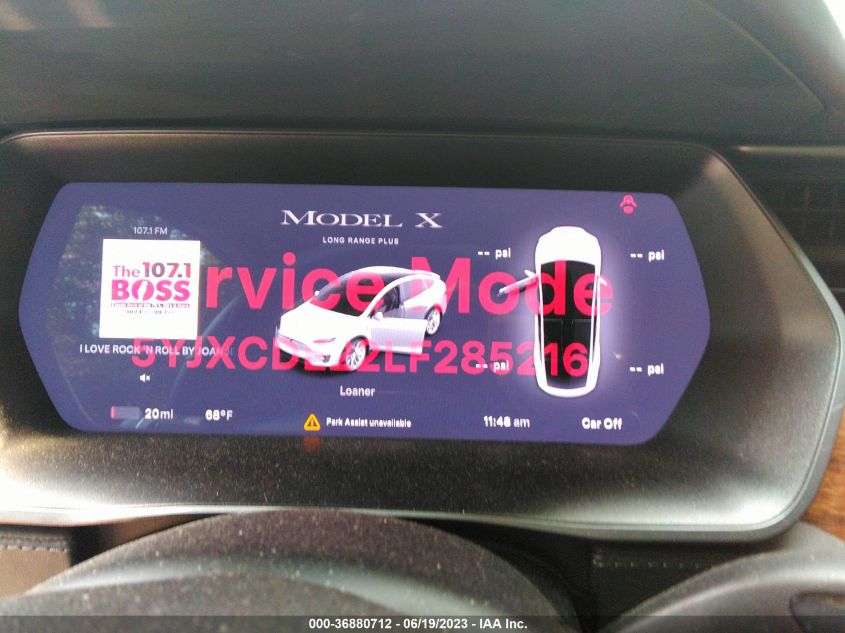 107.1 FM
MODEL X
LONG RANGE PLUS
The 107.1
BOSS
-- psi
-- psi
rvice Mode
I LOVE ROCK 'N ROLL BY JOAN
-- psi
-- psi
Loaner
20mi
68°F
Park Assist unavailable
11:48 am
Car Off
000-36880712 - 06/19/2023 - IAA Inc.